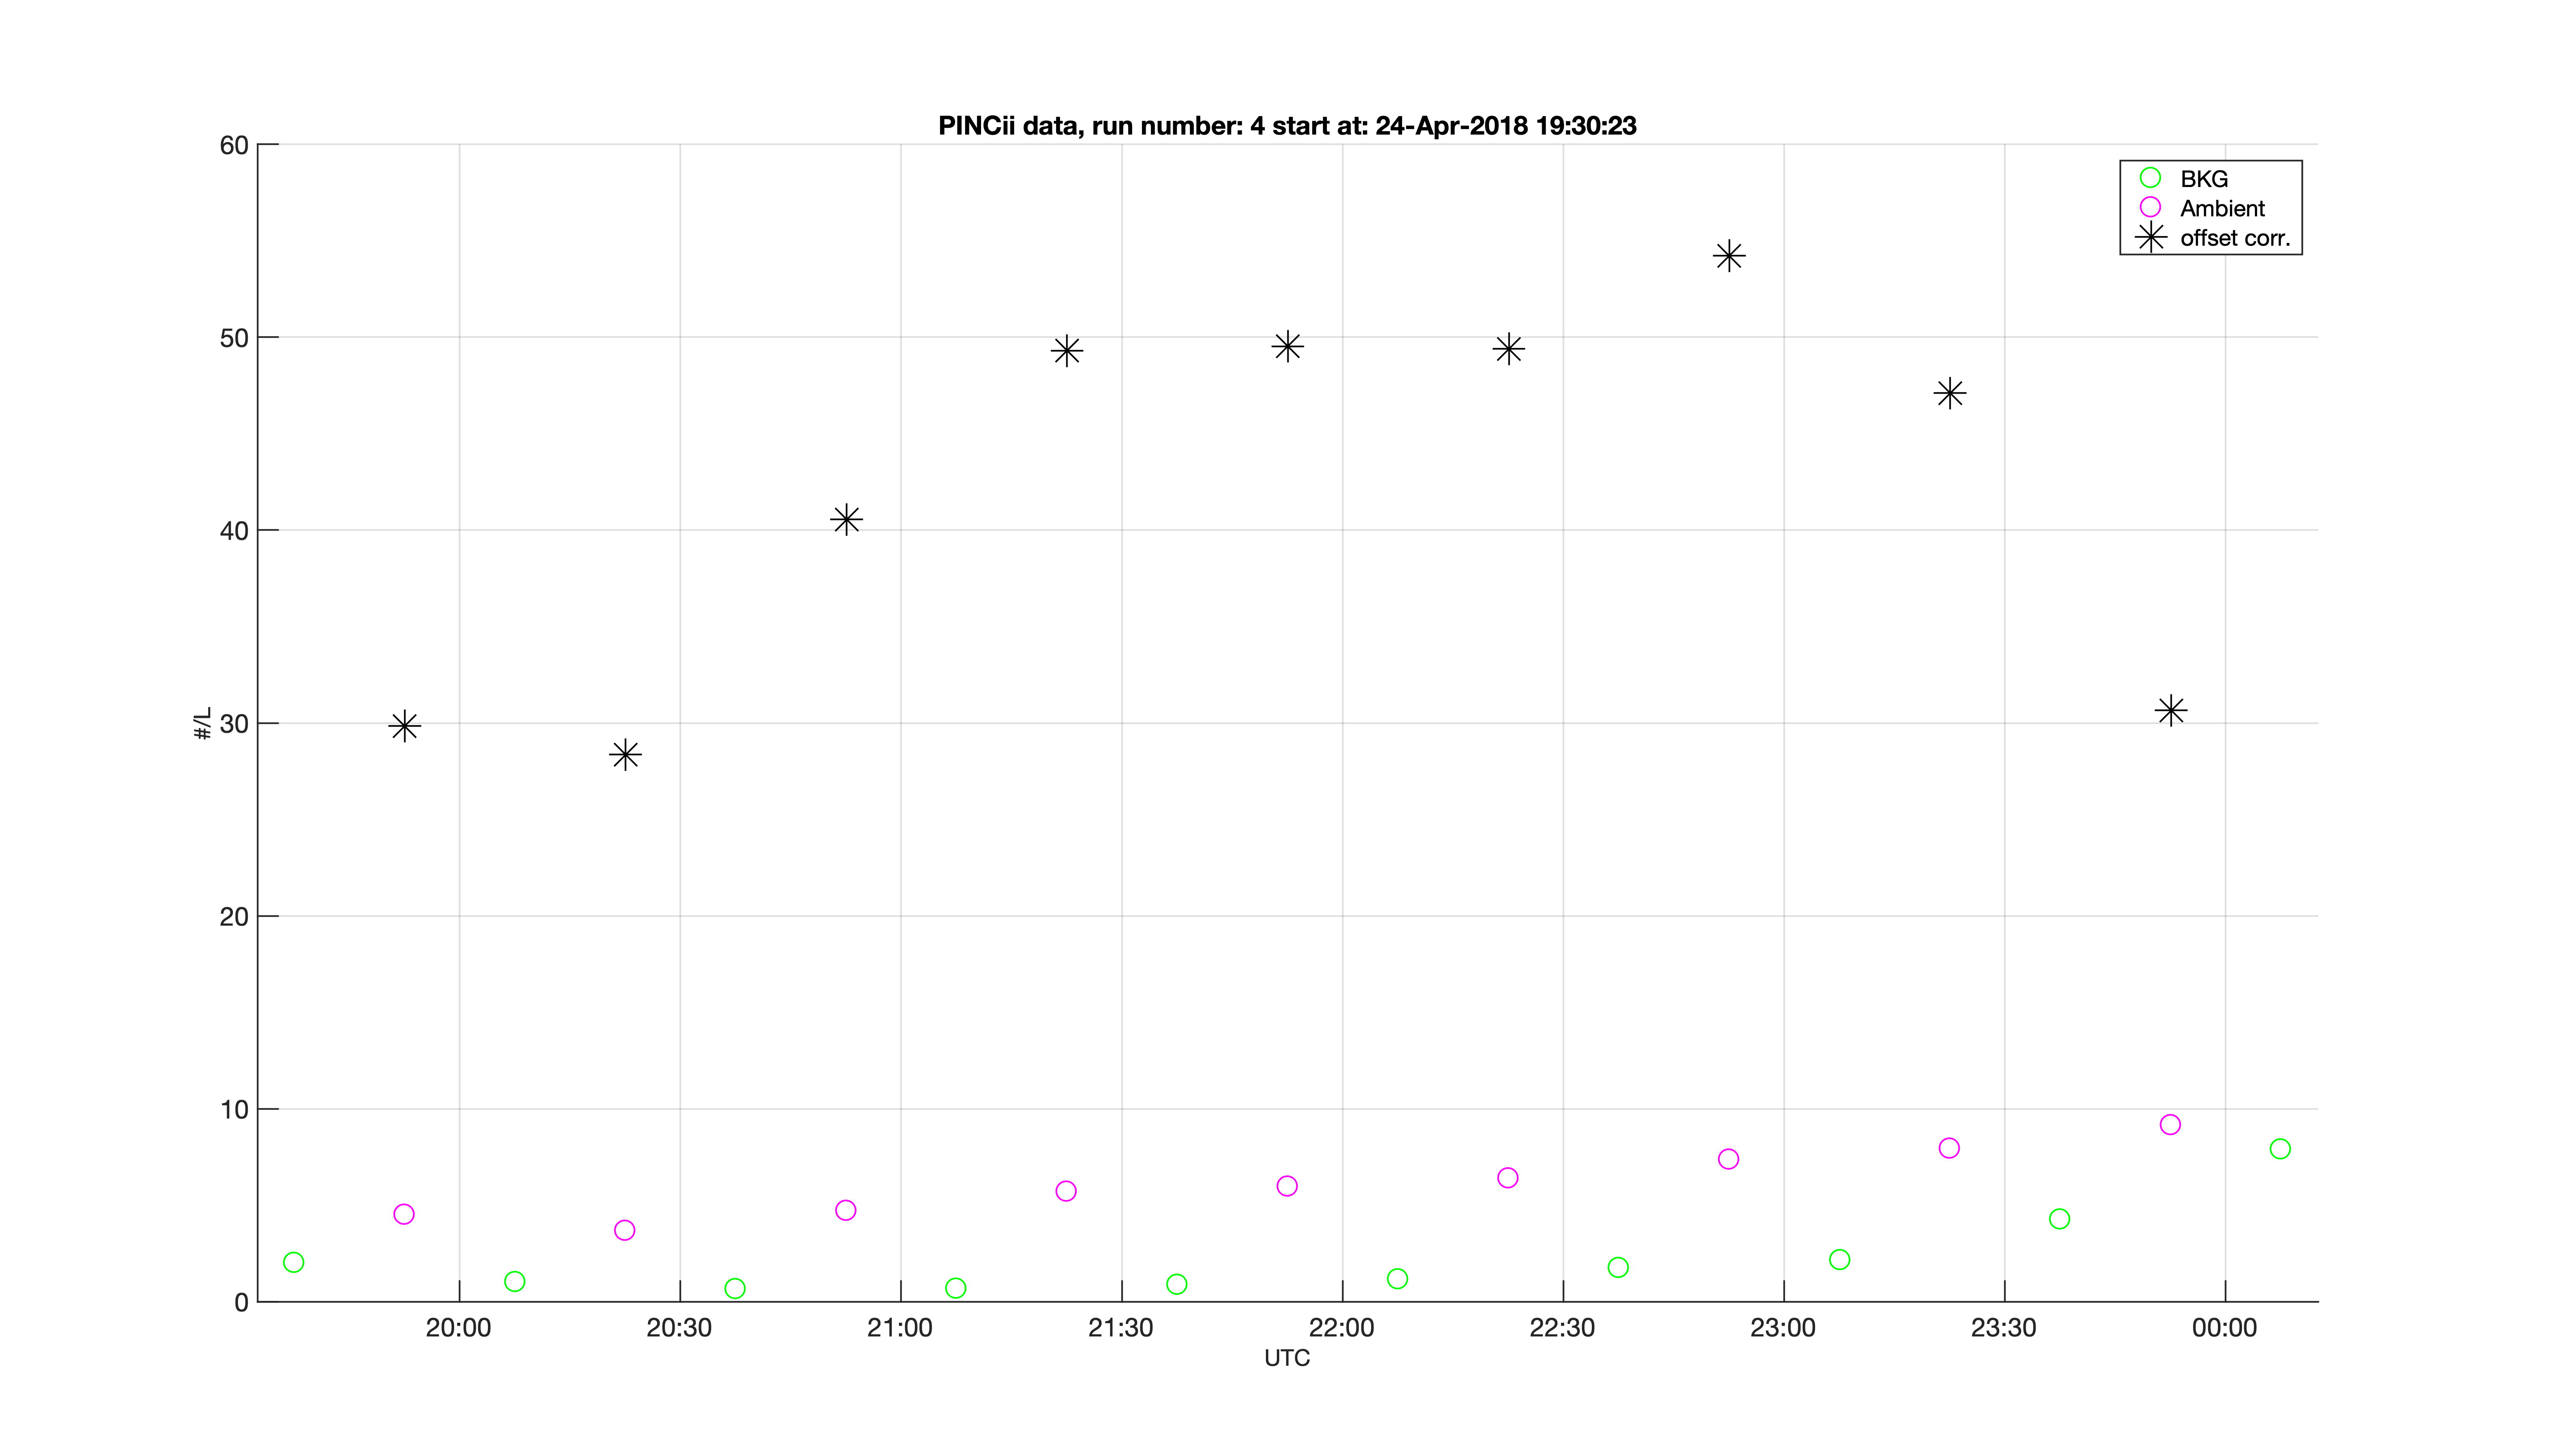 PINCii data, run number: 4 start at: 24-Apr-2018 19:30:23
BKG
Ambient
offset corr.
60
50
40
30
20
10
0
#/L
20:00 20:30 21:00 21:30 22:00 22:30 23:00 23:30 00:00
UTC